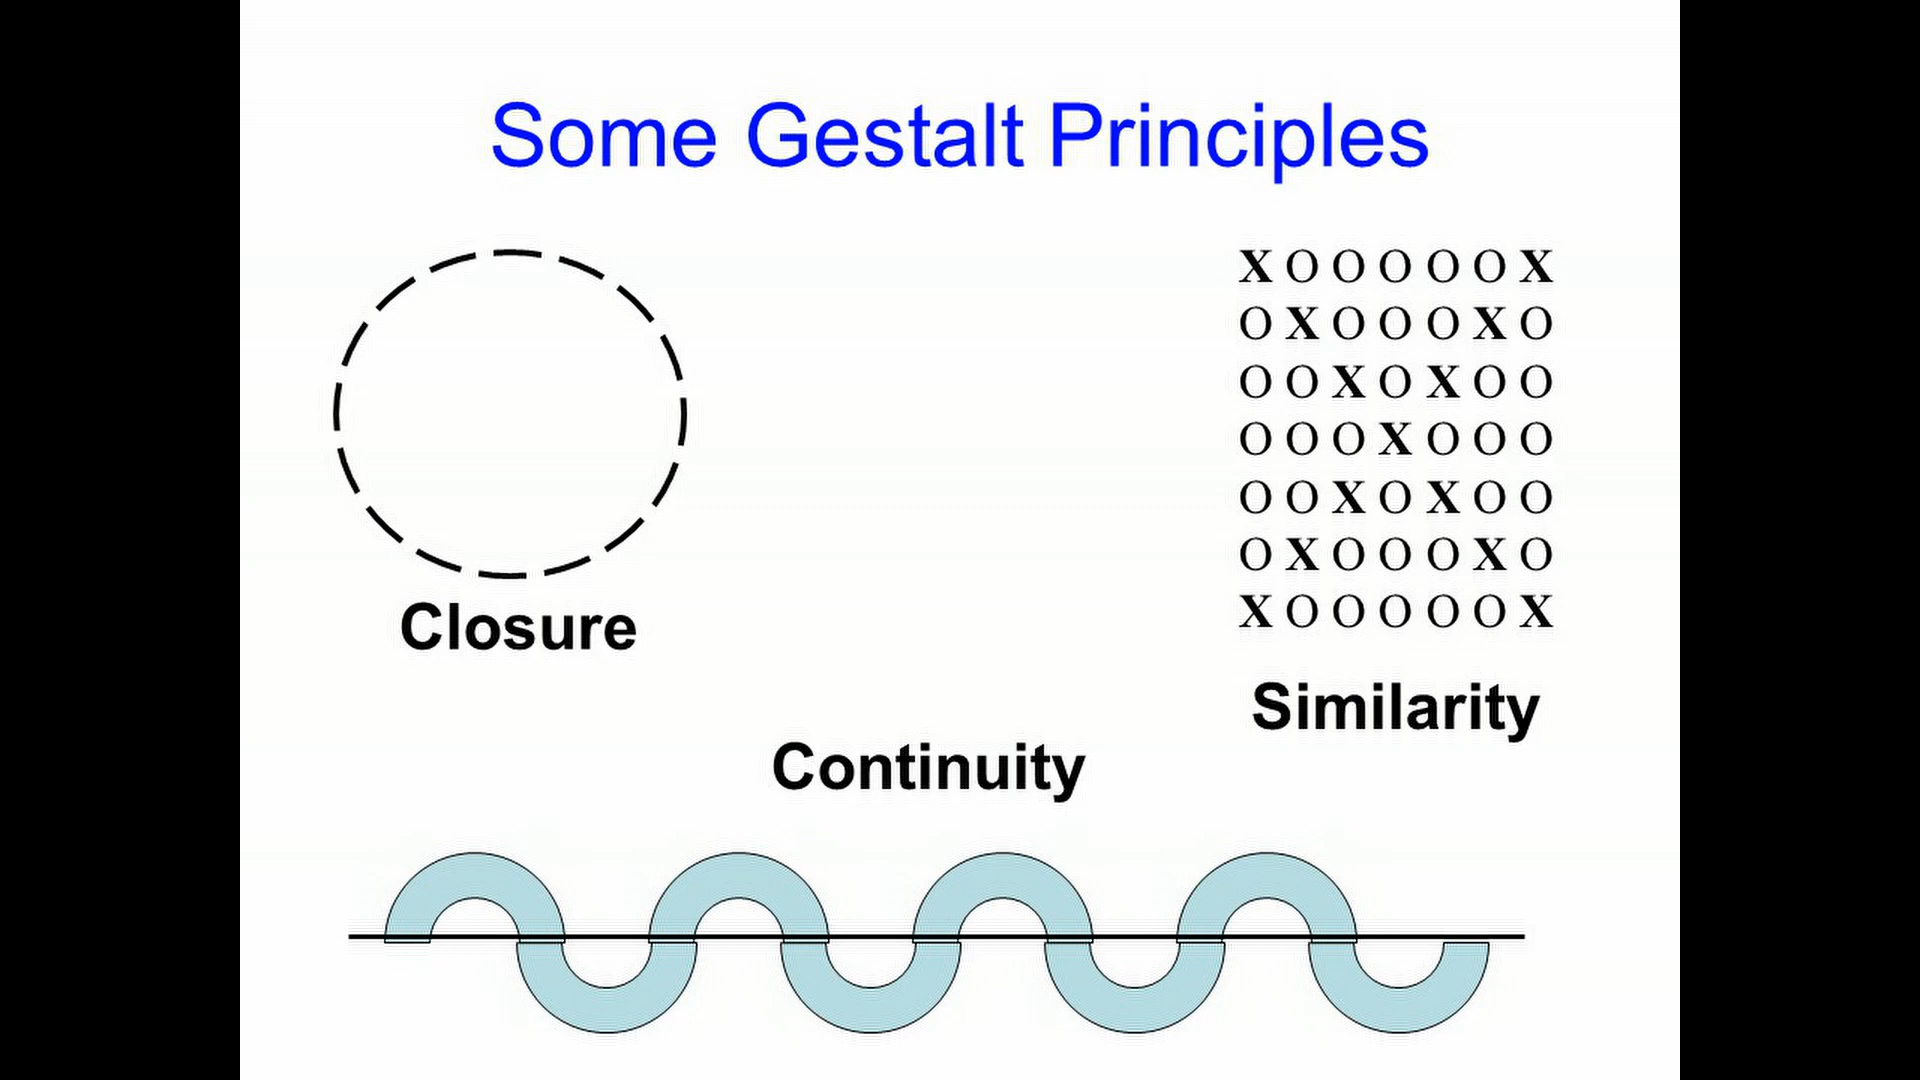 Some Gestalt Principles
X O O O O O X
O X O O O X O
O O X O X O O
O O O X O O O
O O X O X O O
O X O O O X O
X O O O O O X
Closure
Similarity
Continuity